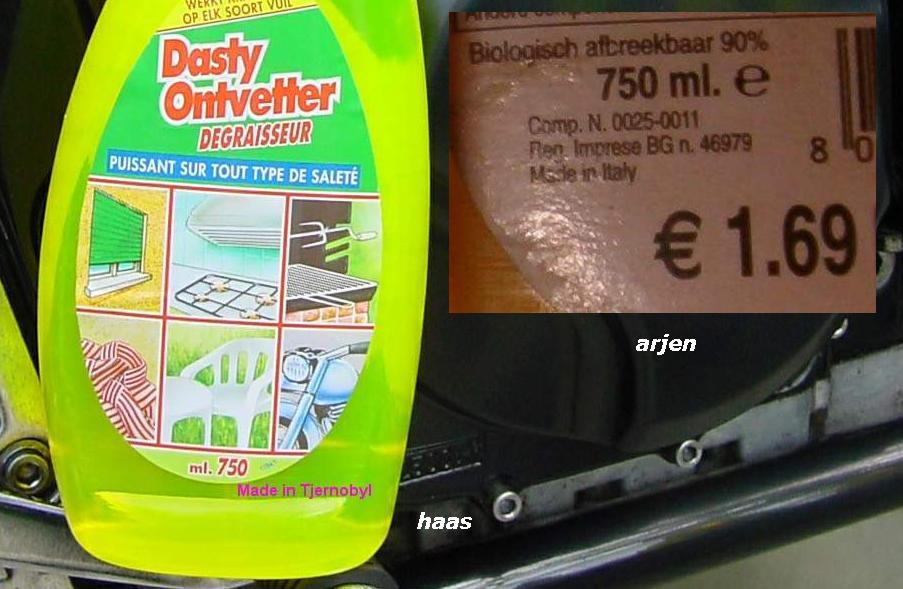 OP ELK SOORT VUIL
Dasty
Ontvetter
DEGRAISSEUR
PUISSANT SUR TOUT TYPE DE SALETÉ
ml. 750
Made in Tjernobyl
haas
Biologisch afbreekbaar 90%
750 ml. e
Comp. N. 0025-0011
Reg. Imprese BG n. 46979
Made in Italy
8 0
€ 1.69
arjen